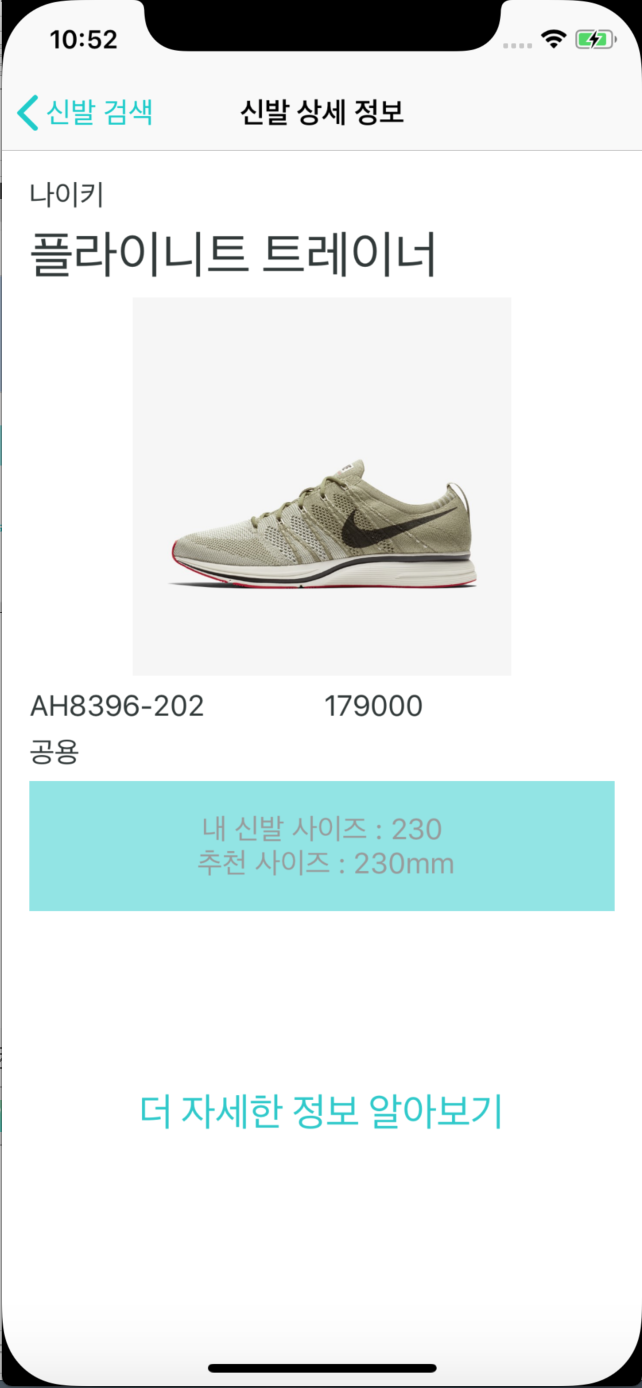 10:52
신발 검색
신발 상세 정보
나이키
플라이니트 트레이너
AH8396-202
179000
공용
내 신발 사이즈 : 230
추천 사이즈 : 230mm
더 자세한 정보 알아보기